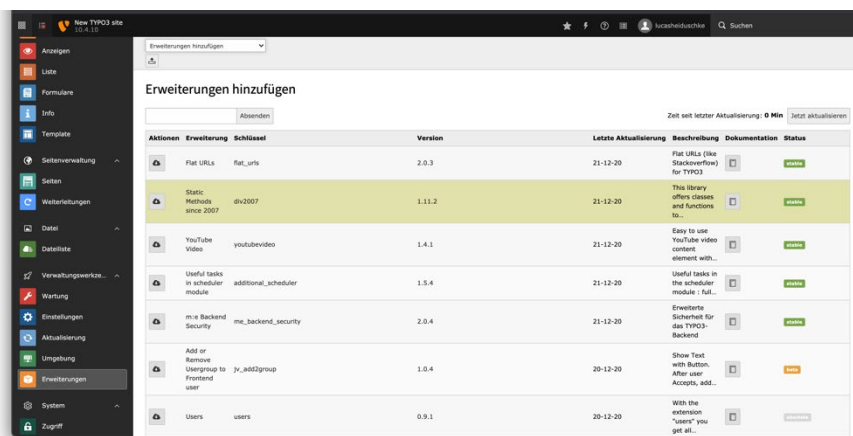 New TYPO3 site
10.4.10
lucasheiduschke
Suchen
Anzeigen
Liste
Formulare
Info
Template
Seitenverwaltung
Seiten
Weiterleitungen
Datei
Dateiliste
Verwaltungswerkze...
Wartung
Einstellungen
Aktualisierung
Umgebung
Erweiterungen
System
Zugriff
Erweiterungen hinzufügen
Erweiterungen hinzufügen
Absenden
Zeit seit letzter Aktualisierung: 0 Min
Jetzt aktualisieren
Aktionen Erweiterung Schlüssel Version Letzte Aktualisierung Beschreibung Dokumentation Status
Flat URLs
flat_urls
2.0.3
21-12-20
Flat URLs (like
Stackoverflow)
for TYPO3
stable
Static
Methods
since 2007
div2007
1.11.2
21-12-20
This library
offers classes
and functions
to...
stable
YouTube
Video
youtubevideo
1.4.1
21-12-20
Easy to use
YouTube video
content
element with...
stable
Useful tasks
in scheduler
module
additional_scheduler
1.5.4
21-12-20
Useful tasks in
the scheduler
module : full...
stable
m:e Backend
Security
me_backend_security
2.0.4
21-12-20
Erweiterte
Sicherheit für
das TYPO3-
Backend
stable
Add or
Remove
Usergroup to
Frontend
user
jv_add2group
1.0.4
20-12-20
Show Text
with Button.
After user
Accepts, add...
beta
Users
users
0.9.1
20-12-20
With the
extension
"users" you
get all...